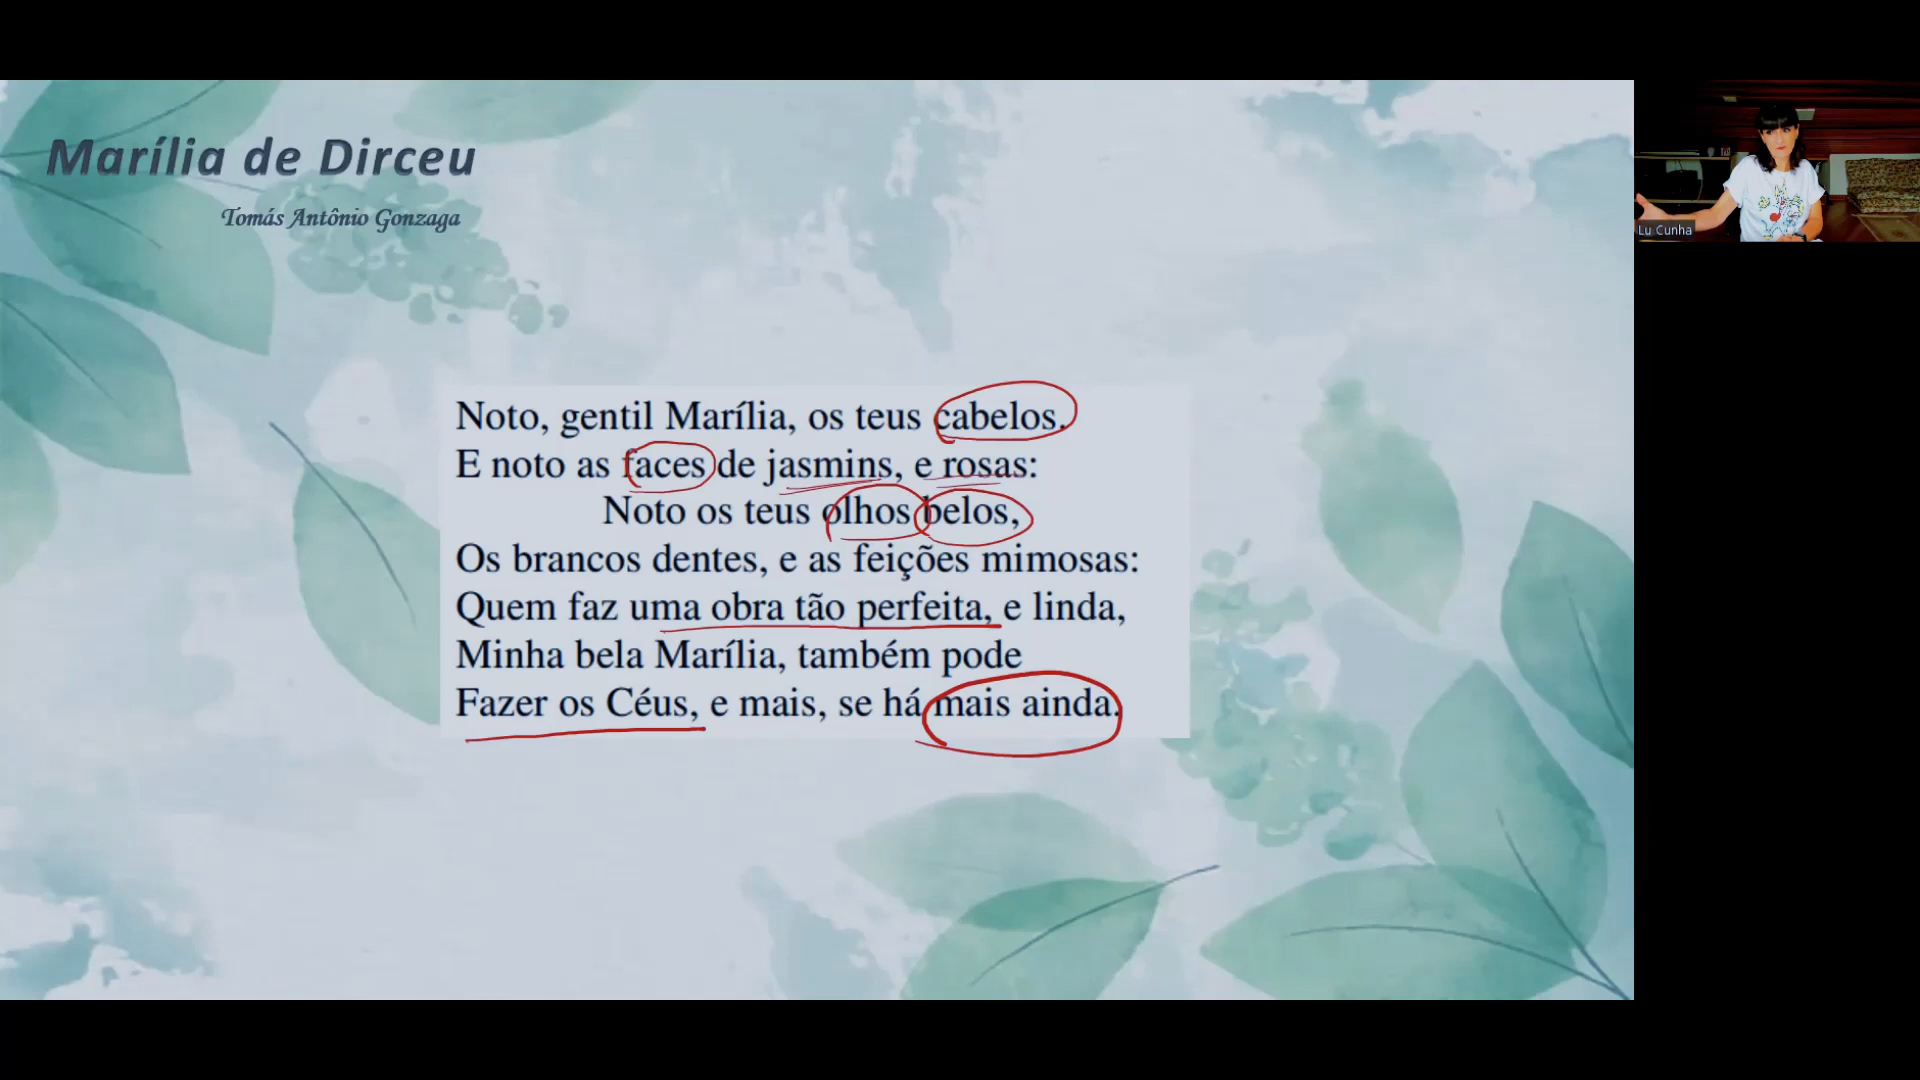 Marília de Dirceu
Tomás Antônio Gonzaga
Lu Cunha
Noto, gentil Marília, os teus cabelos.
E noto as faces de jasmins, e rosas:
Noto os teus olhos belos,
Os brancos dentes, e as feições mimosas:
Quem faz uma obra tão perfeita, e linda,
Minha bela Marília, também pode
Fazer os Céus, e mais, se há mais ainda.